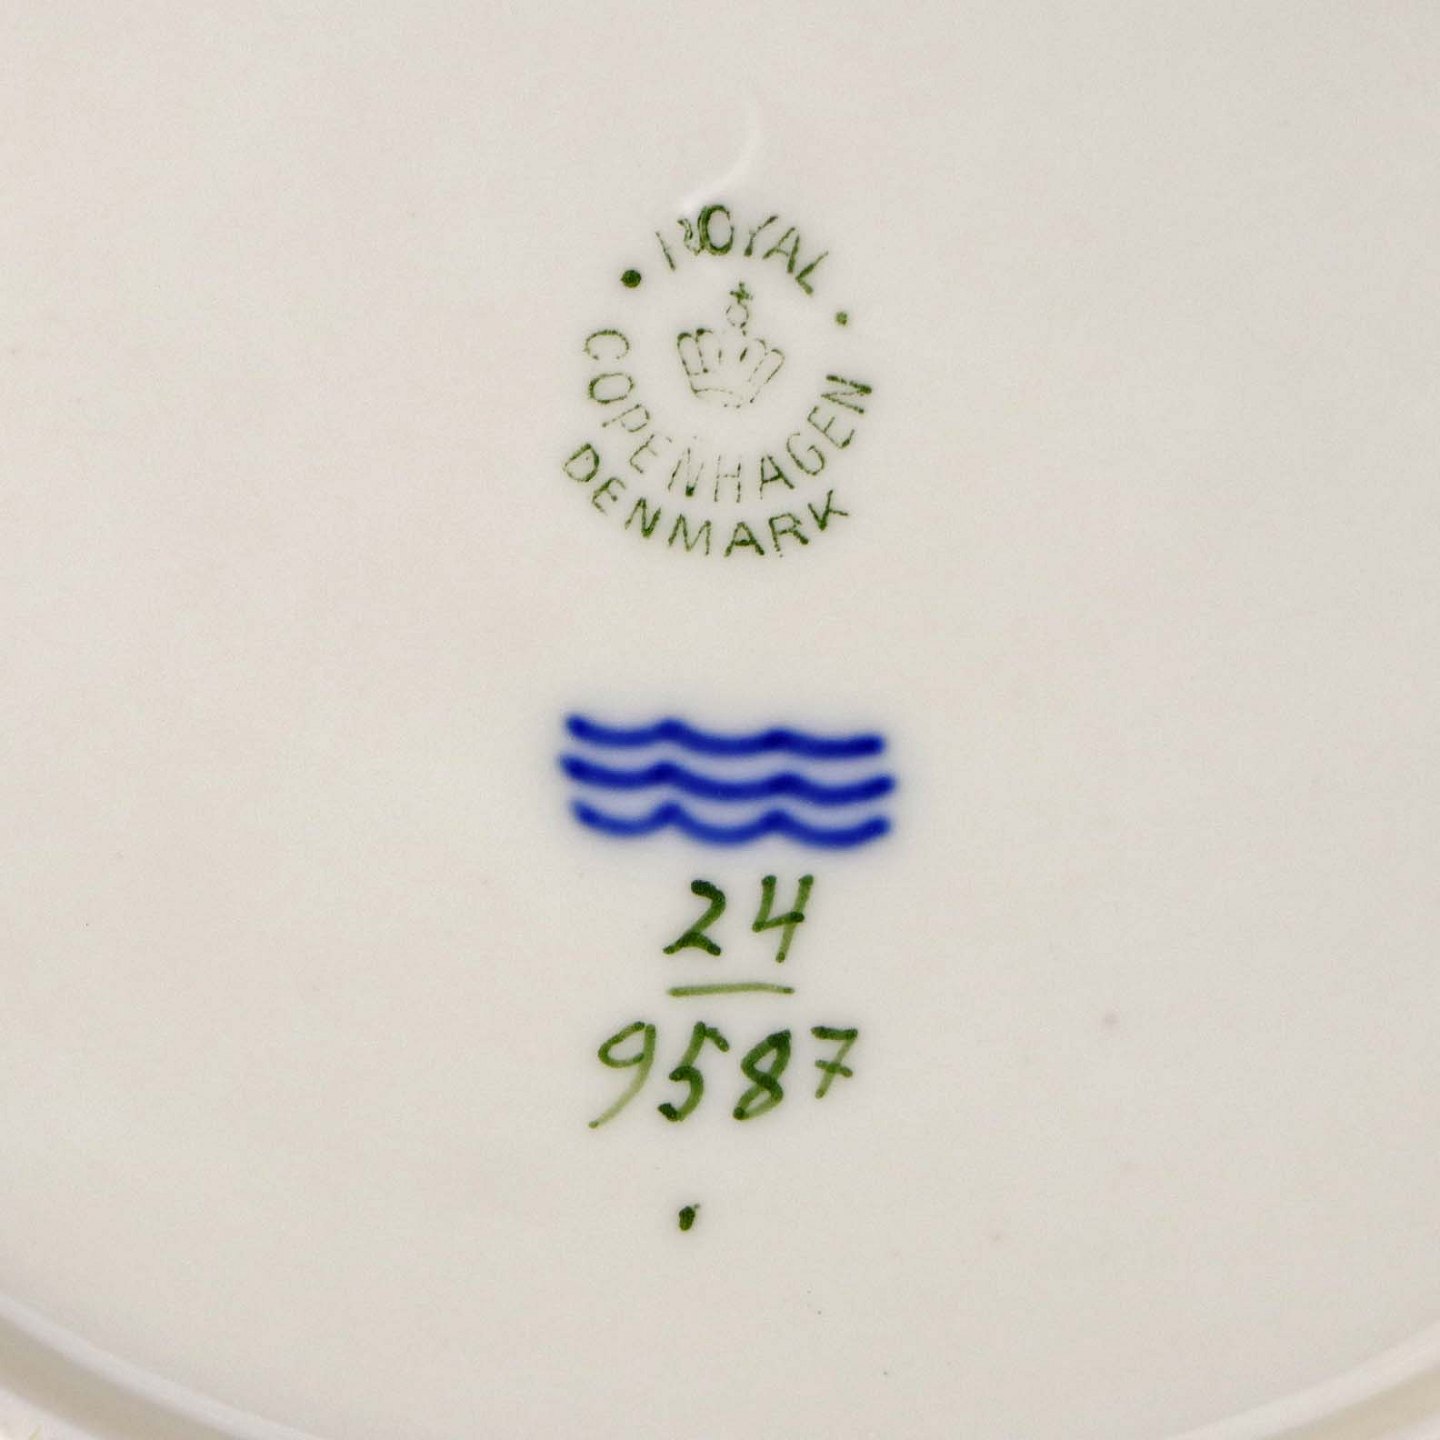 ROYAL
COPENHAGEN
DENMARK
24
9587